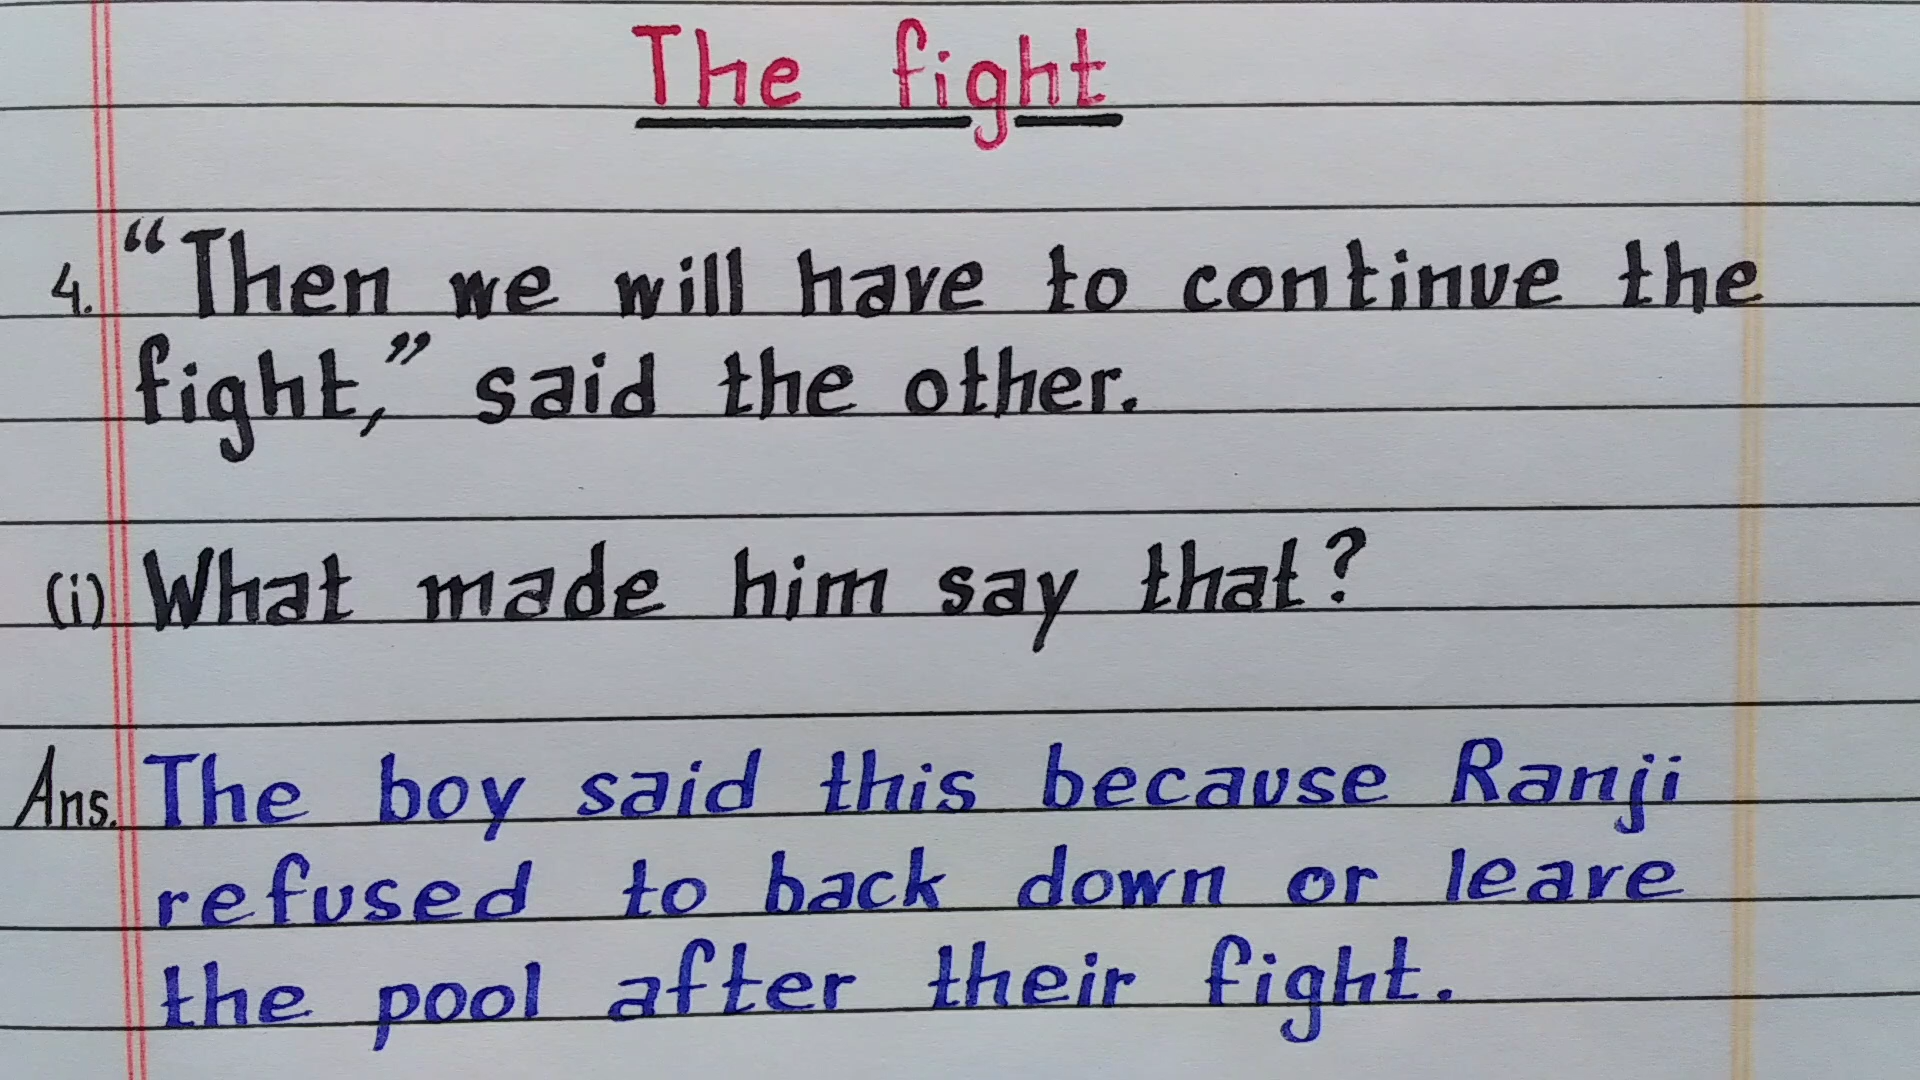 The fight
4. “Then we will have to continue the
fight,” said the other.
(i) What made him say that?
Ans. The boy said this because Ranji
refused to back down or leave
the pool after their fight.